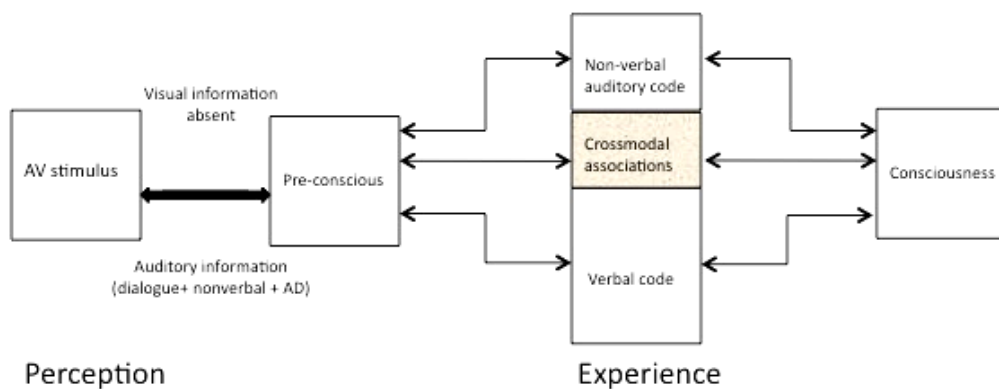 Visual information
absent
AV stimulus
Auditory information
(dialogue+ nonverbal + AD)
Pre-conscious
Non-verbal
auditory code
Crossmodal
associations
Verbal code
Consciousness
Perception
Experience